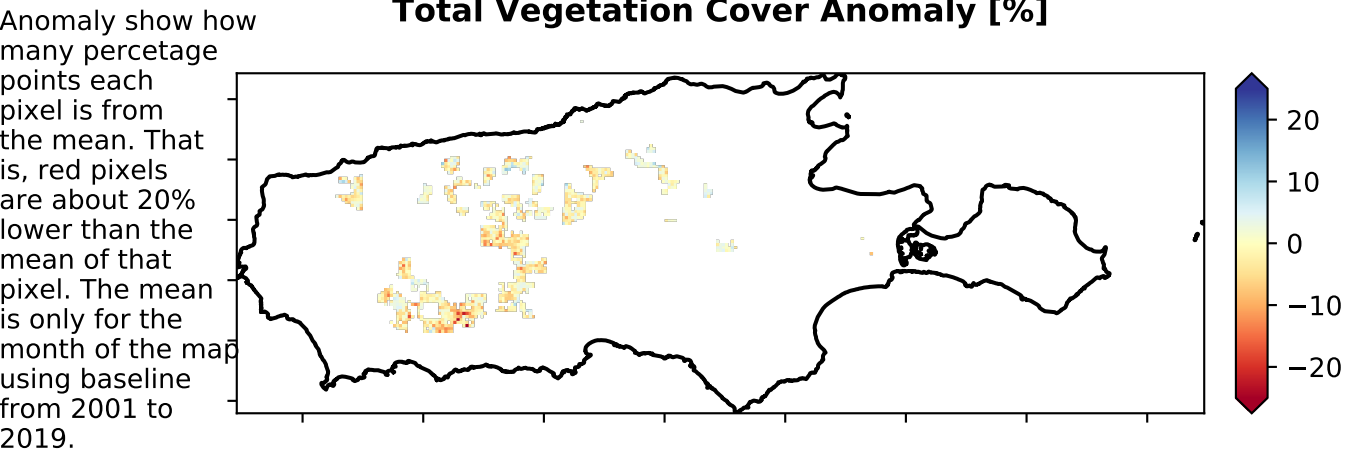 Total Vegetation Cover Anomaly [%]
Anomaly show how
many percetage
points each
pixel is from
the mean. That
is, red pixels
are about 20%
lower than the
mean of that
pixel. The mean
is only for the
month of the map
using baseline
from 2001 to
2019.
20
10
0
−10
−20